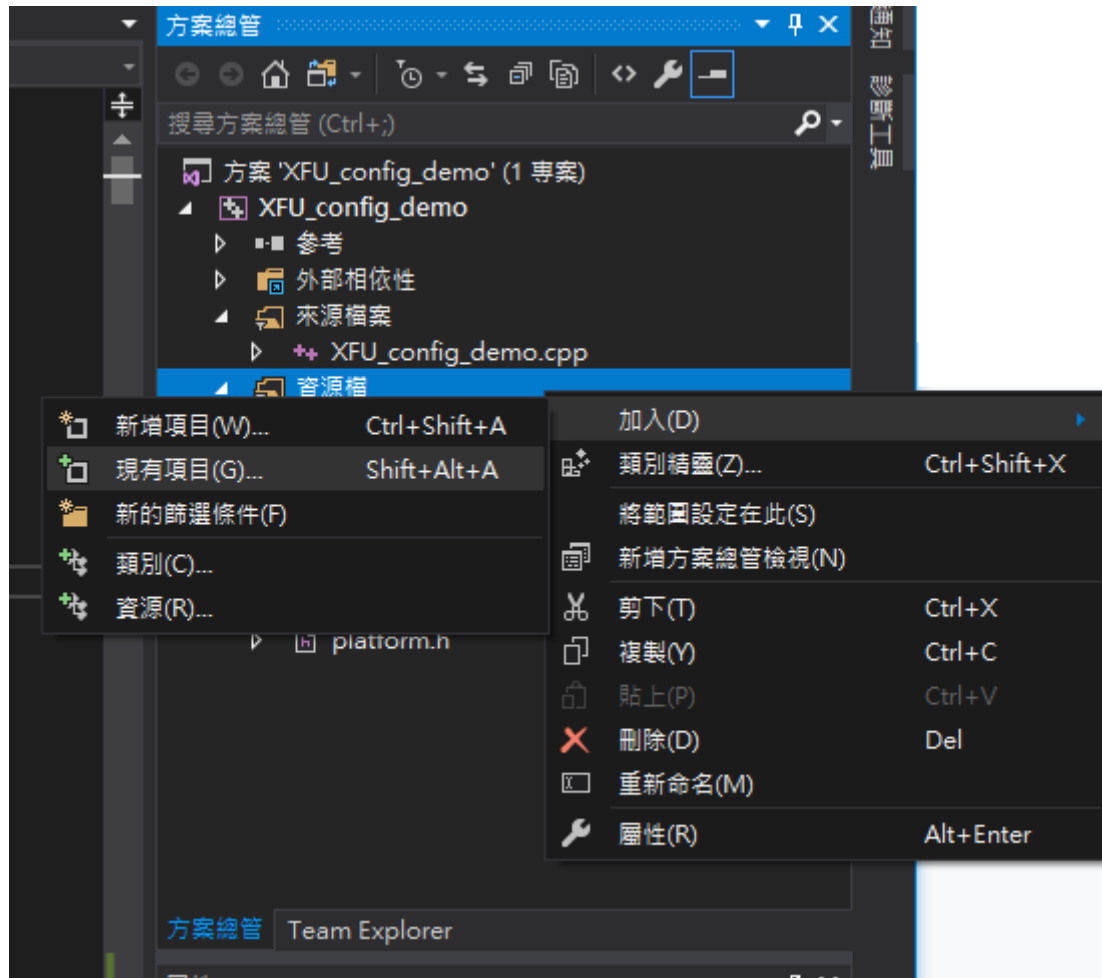 方案總管
搜尋方案總管 (Ctrl+;)
方案 'XFU_config_demo' (1 專案)
XFU_config_demo
參考
外部相依性
來源檔案
XFU_config_demo.cpp
資源檔
新增項目(W)... Ctrl+Shift+A
現有項目(G)... Shift+Alt+A
新的篩選條件(F)
類別(C)...
資源(R)...
加入(D)
類別精靈(Z)... Ctrl+Shift+X
將範圍設定在此(S)
新增方案總管檢視(N)
剪下(T) Ctrl+X
複製(Y) Ctrl+C
貼上(P) Ctrl+V
刪除(D) Del
重新命名(M)
屬性(R) Alt+Enter
platform.h
方案總管 Team Explorer
通知
診斷工具